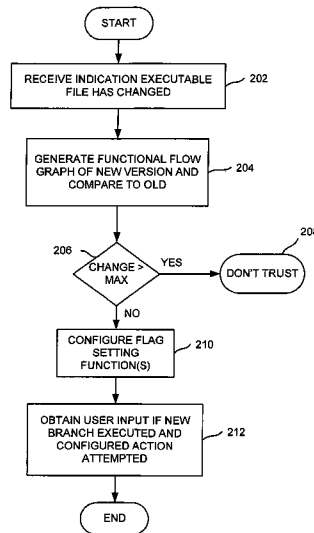 START
RECEIVE INDICATION EXECUTABLE
FILE HAS CHANGED
202
GENERATE FUNCTIONAL FLOW
GRAPH OF NEW VERSION AND
COMPARE TO OLD
204
206
CHANGE >
MAX
YES
DON'T TRUST
NO
CONFIGURE FLAG
SETTING
FUNCTION(S)
210
OBTAIN USER INPUT IF NEW
BRANCH EXECUTED AND
CONFIGURED ACTION
ATTEMPTED
212
END